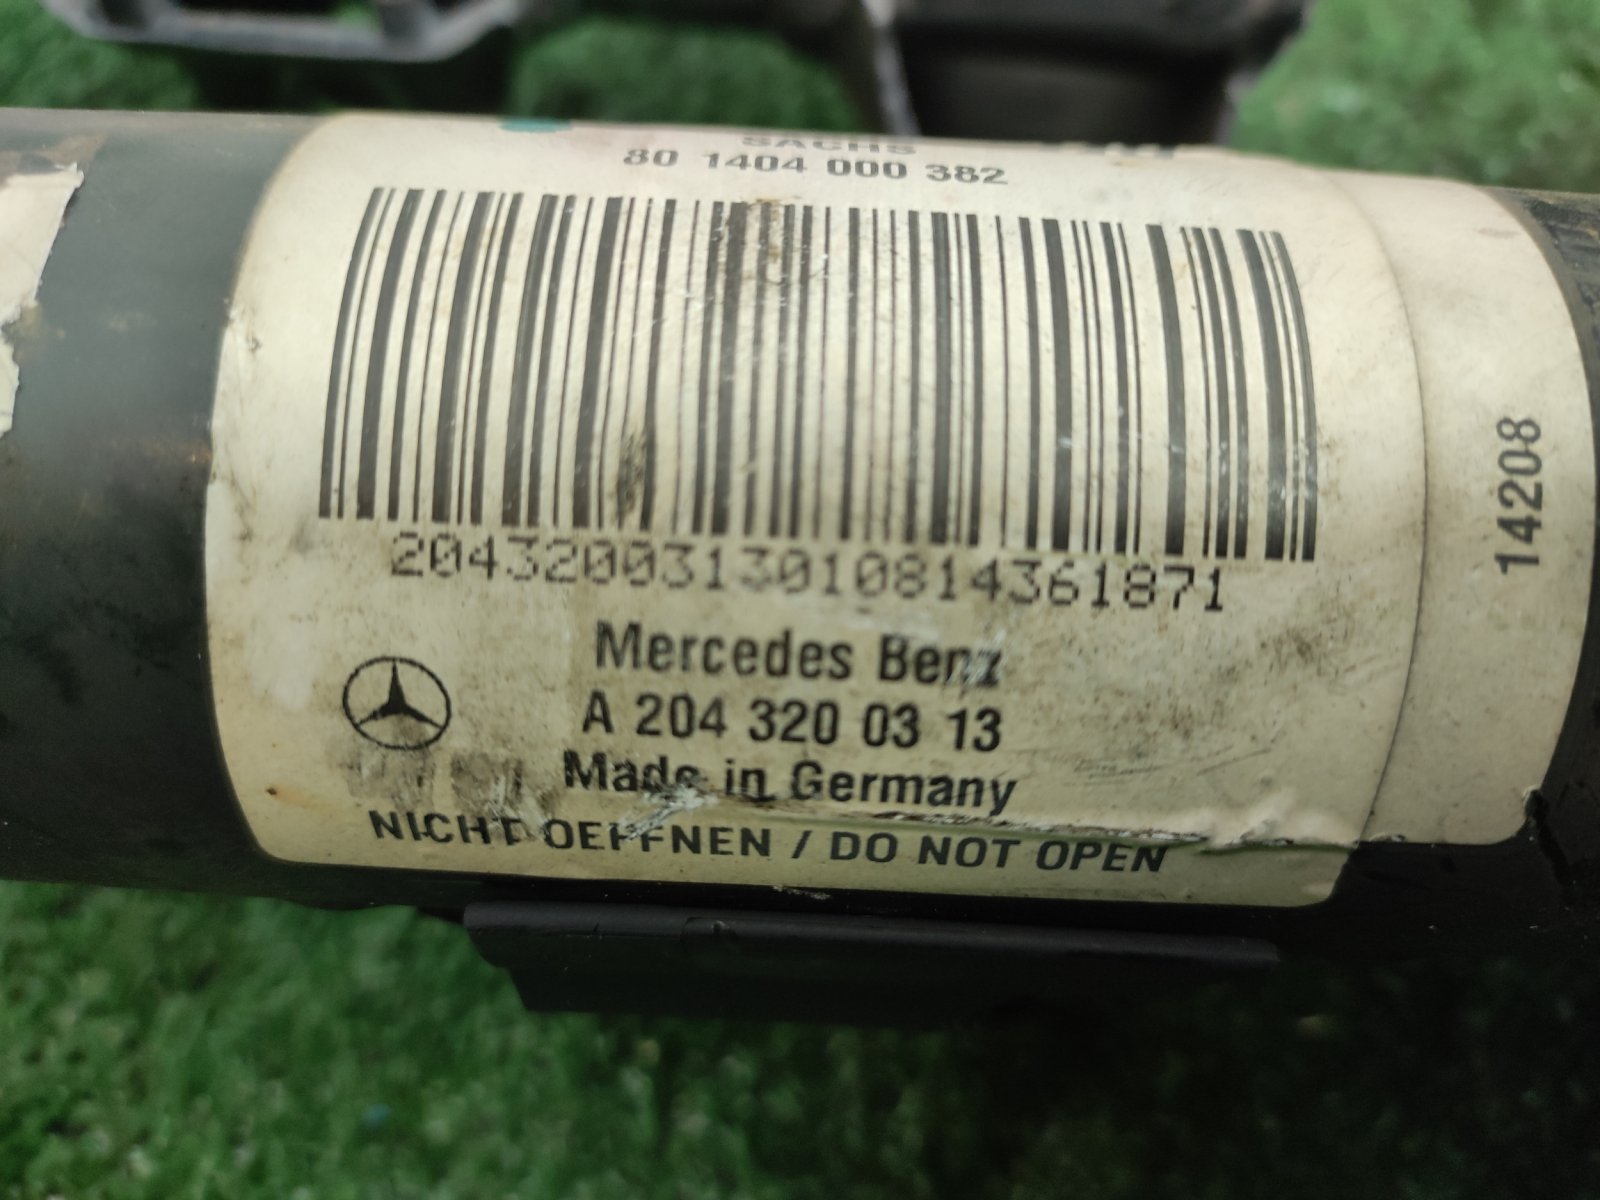 SACHS
80 1404 000 382
2043200313010814361871
Mercedes Benz
A 204 320 03 13
Made in Germany
NICHT OEFFNEN / DO NOT OPEN
14208